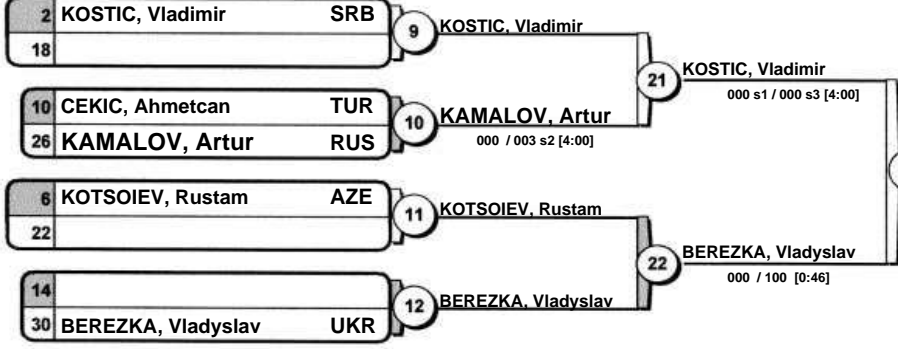 2 KOSTIC, Vladimir SRB
18
9
KOSTIC, Vladimir
10 CEKIC, Ahmetcan TUR
26 KAMALOV, Artur RUS
10
KAMALOV, Artur
000 / 003 s2 [4:00]
21
KOSTIC, Vladimir
000 s1 / 000 s3 [4:00]
6 KOTSOIEV, Rustam AZE
22
11
KOTSOIEV, Rustam
14
30 BEREZKA, Vladyslav UKR
12
BEREZKA, Vladyslav
22
BEREZKA, Vladyslav
000 / 100 [0:46]